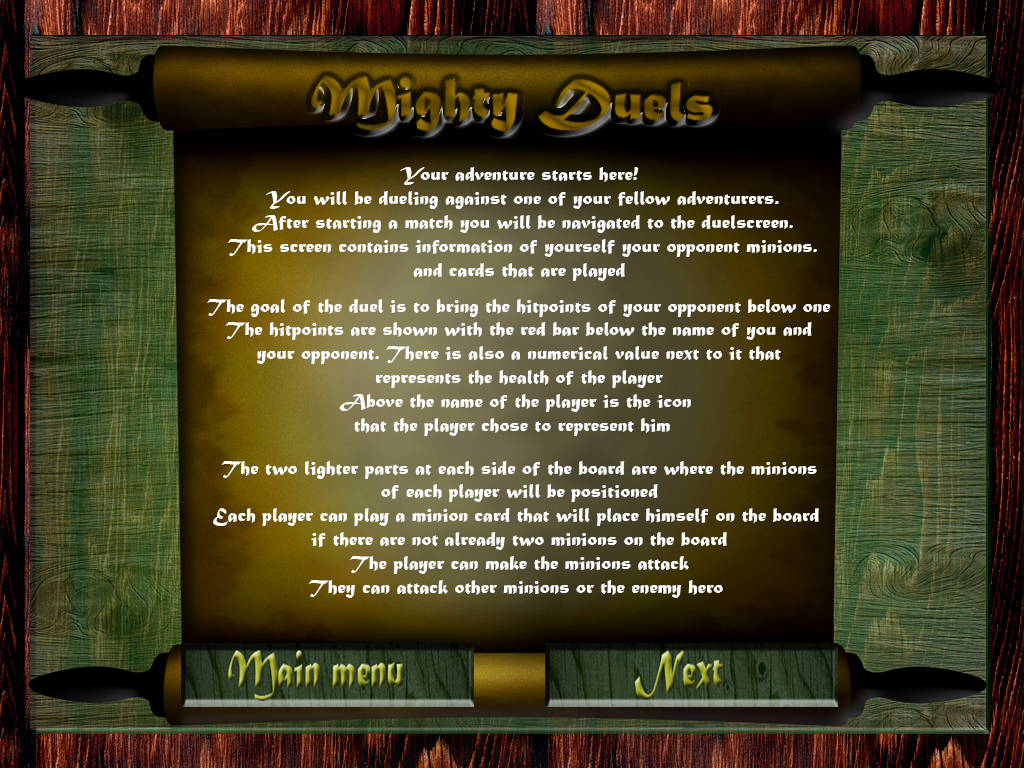 Mighty Duels
Your adventure starts here!
You will be dueling against one of your fellow adventurers.
After starting a match you will be navigated to the duelscreen.
This screen contains information of yourself your opponent minions.
and cards that are played
The goal of the duel is to bring the hitpoints of your opponent below one
The hitpoints are shown with the red bar below the name of you and
your opponent. There is also a numerical value next to it that
represents the health of the player
Above the name of the player is the icon
that the player chose to represent him
The two lighter parts at each side of the board are where the minions
of each player will be positioned
Each player can play a minion card that will place himself on the board
if there are not already two minions on the board
The player can make the minions attack
They can attack other minions or the enemy hero
Main menu
Next